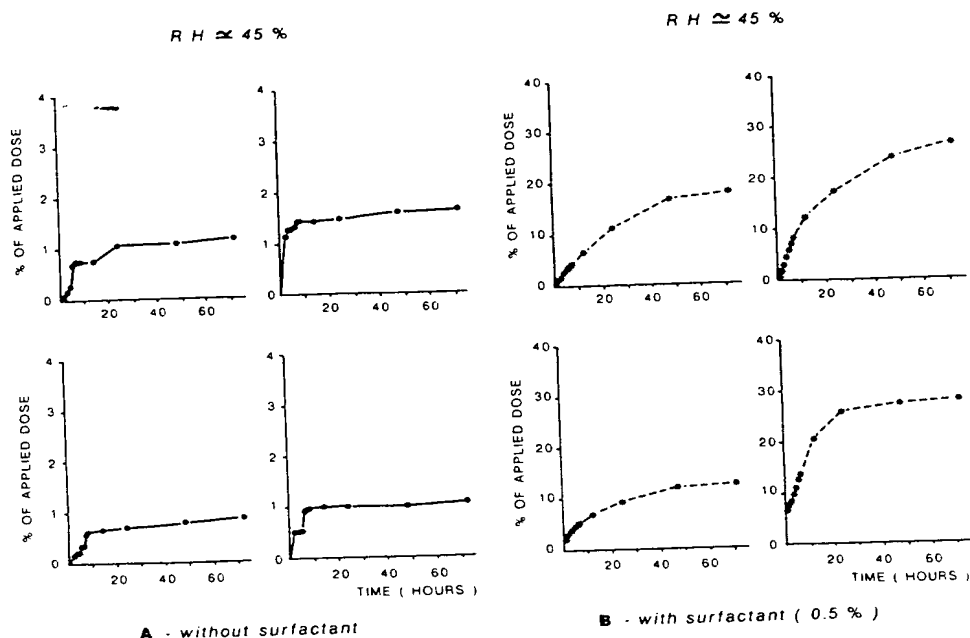 R H ≃ 45 %
R H ≃ 45 %
% OF APPLIED DOSE
4
3
2
1
0
20 40 60
4
3
2
1
0
20 40 60
% OF APPLIED DOSE
40
30
20
10
0
20 40 60
40
30
20
10
0
20 40 60
% OF APPLIED DOSE
4
3
2
1
0
20 40 60
4
3
2
1
0
20 40 60
TIME ( HOURS )
% OF APPLIED DOSE
40
30
20
10
0
20 40 60
40
30
20
10
0
20 40 60
TIME ( HOURS )
A - without surfactant
B - with surfactant ( 0.5 % )